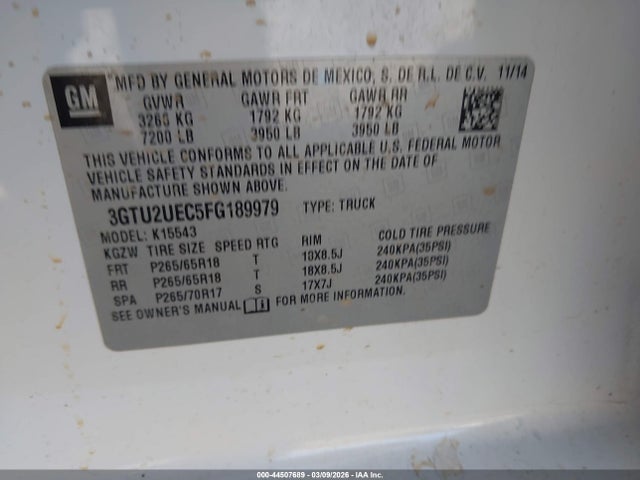 GM
MFD BY GENERAL MOTORS DE MEXICO, S. DE R.L. DE C.V. 11/14
GVWR GAWR FRT GAWR RR
3265 KG 1792 KG 1792 KG
7200 LB 3950 LB 3950 LB
THIS VEHICLE CONFORMS TO ALL APPLICABLE U.S. FEDERAL MOTOR
VEHICLE SAFETY STANDARDS IN EFFECT ON THE DATE OF
MANUFACTURE SHOWN ABOVE.
3GTU2UEC5FG189979 TYPE: TRUCK
MODEL: K15543
KGZW TIRE SIZE SPEED RTG RIM COLD TIRE PRESSURE
FRT P265/65R18 T 18X8.5J 240KPA(35PSI)
RR P265/65R18 T 18X8.5J 240KPA(35PSI)
SPA P265/70R17 S 17X7J 240KPA(35PSI)
SEE OWNER'S MANUAL FOR MORE INFORMATION.
000-44507689 - 03/09/2026 - IAA Inc.